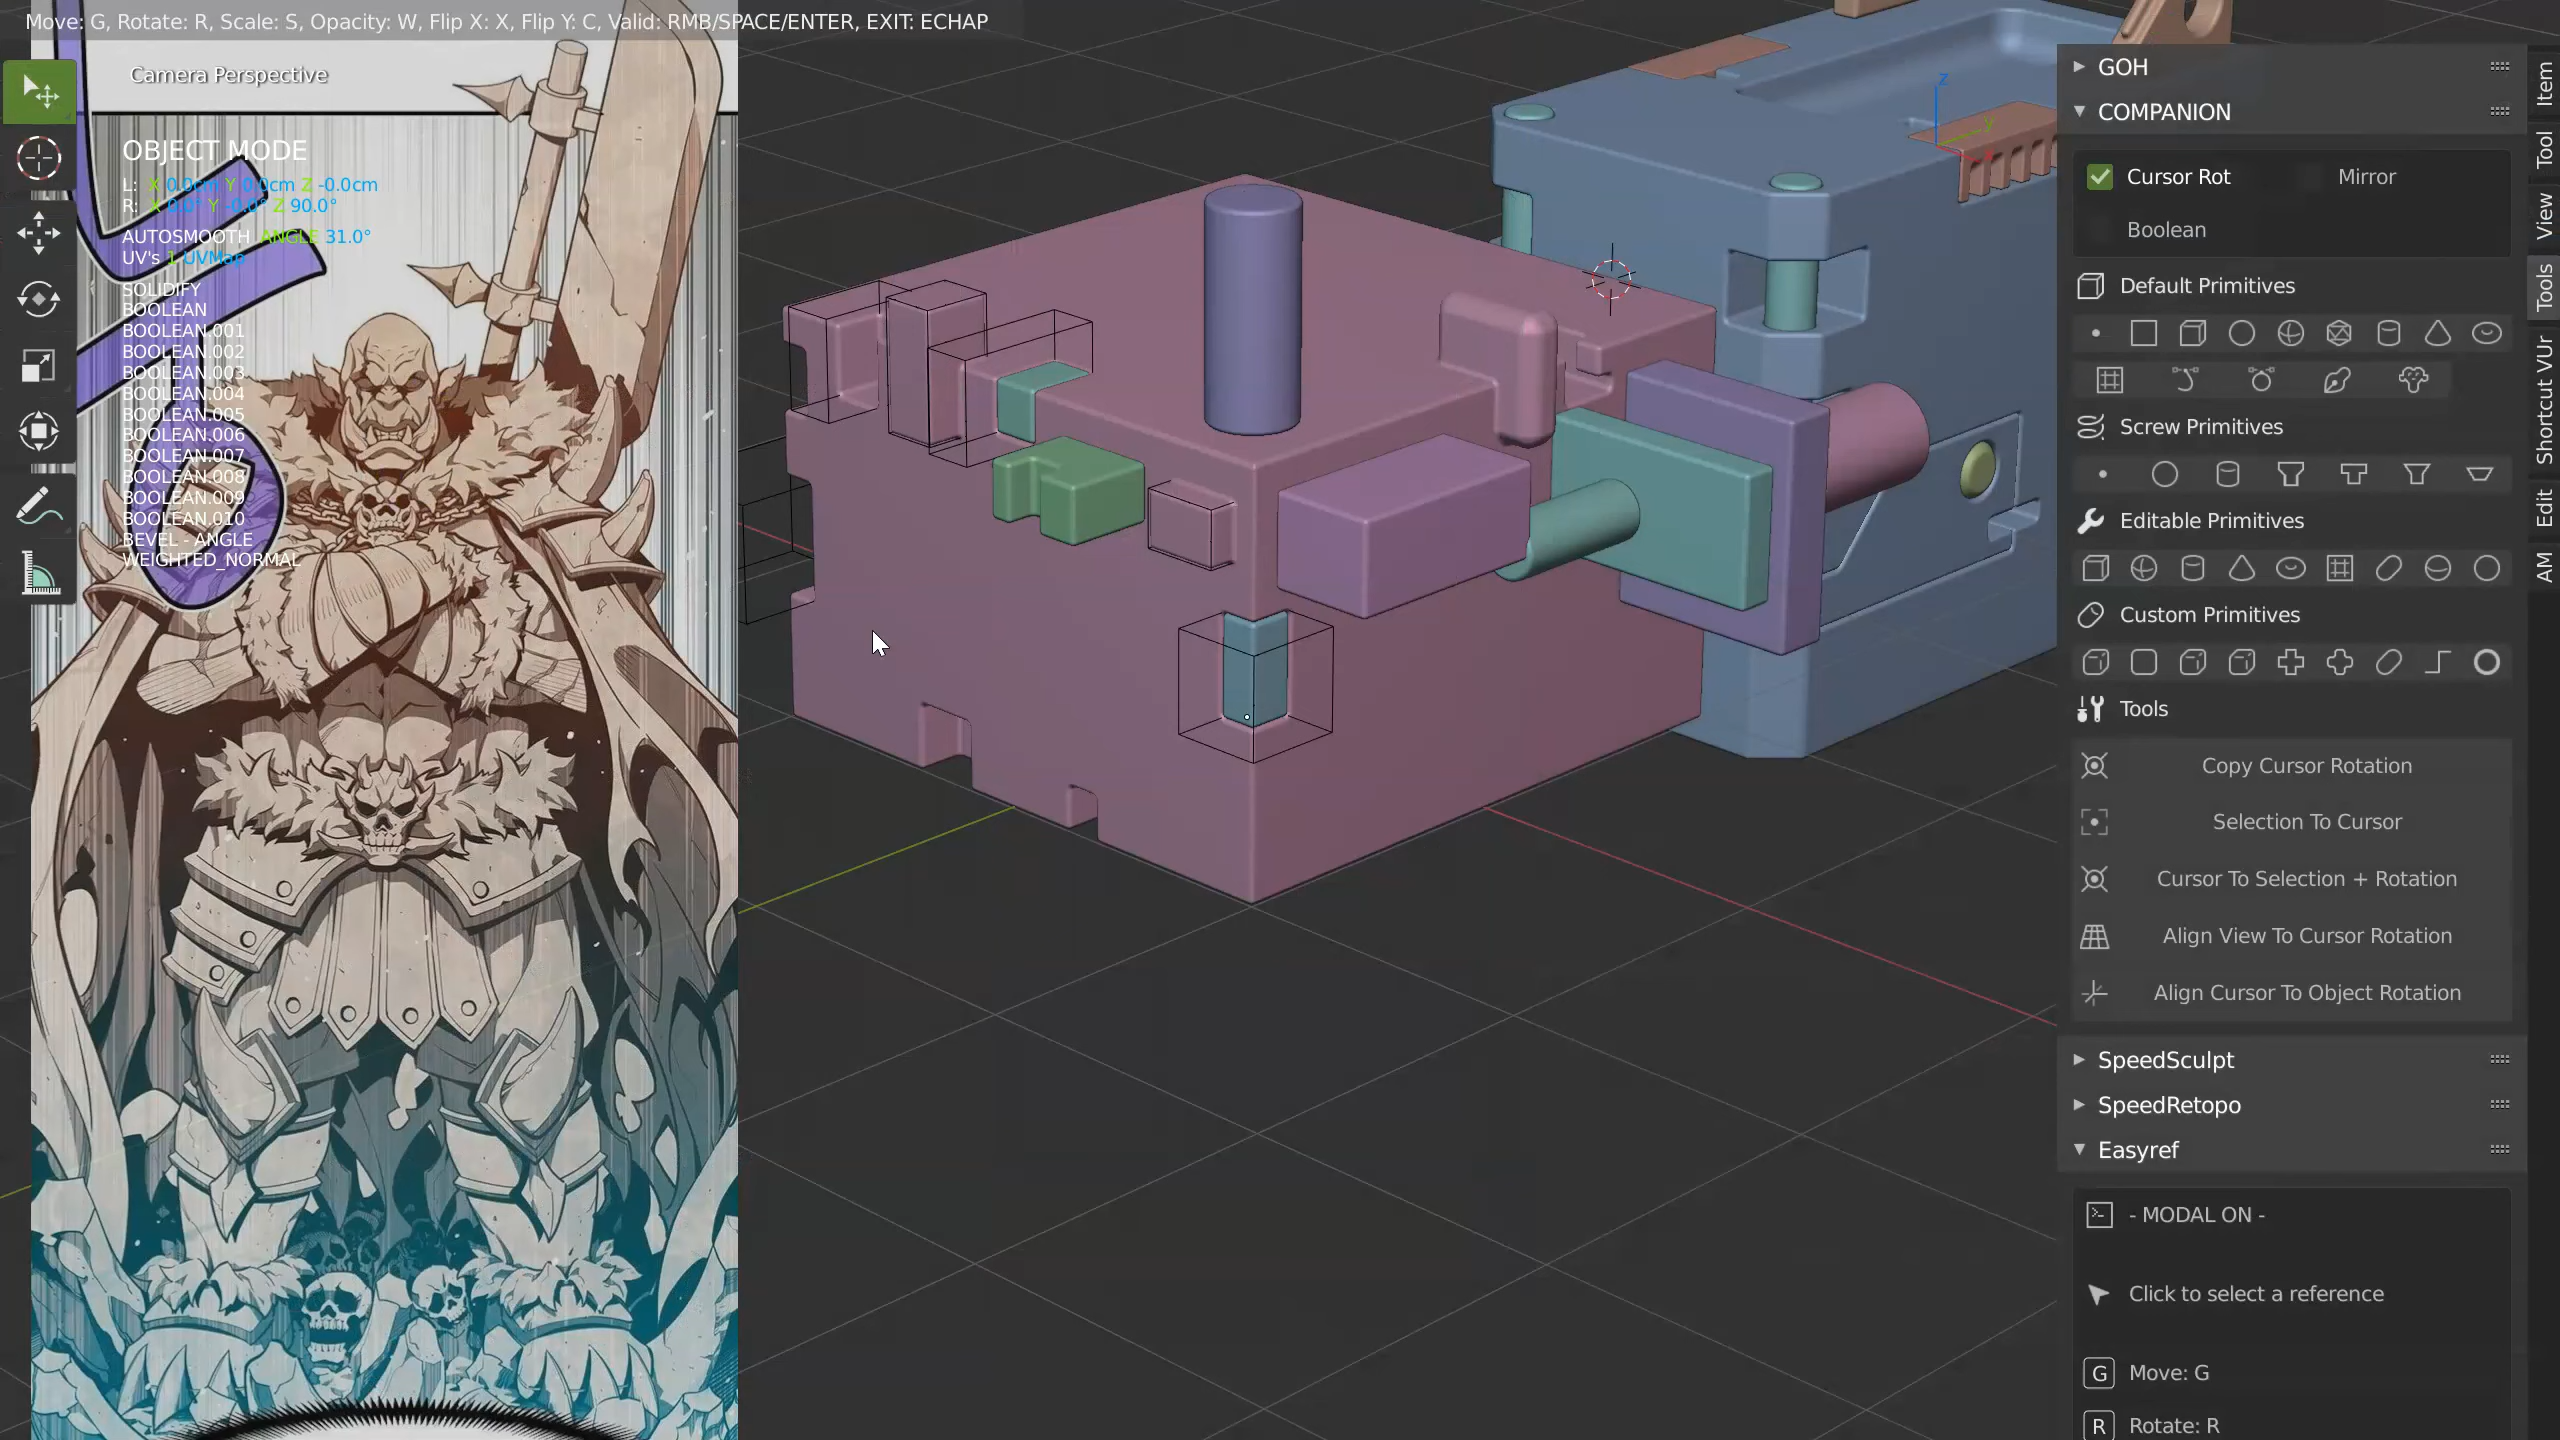 Move: G, Rotate: R, Scale: S, Opacity: W, Flip X: X, Flip Y: C, Valid: RMB/SPACE/ENTER, EXIT: ECHAP
Camera Perspective
OBJECT MODE
L: X 0.0cm Y 0.0cm Z -0.0cm
R: X 0.0° Y -0.0° Z 90.0°
AUTOSMOOTH ANGLE 31.0°
UV's 1 UVMap
SOLIDIFY
BOOLEAN
BOOLEAN.001
BOOLEAN.002
BOOLEAN.003
BOOLEAN.004
BOOLEAN.005
BOOLEAN.006
BOOLEAN.007
BOOLEAN.008
BOOLEAN.009
BOOLEAN.010
BEVEL - ANGLE
WEIGHTED_NORMAL
Z
Y
GOH
COMPANION
Cursor Rot
Mirror
Boolean
Default Primitives
Screw Primitives
Editable Primitives
Custom Primitives
Tools
Copy Cursor Rotation
Selection To Cursor
Cursor To Selection + Rotation
Align View To Cursor Rotation
Align Cursor To Object Rotation
SpeedSculpt
SpeedRetopo
Easyref
- MODAL ON -
Click to select a reference
G Move: G
R Rotate: R
Item
Tool
View
Tools
Shortcut VUr
Edit
AM